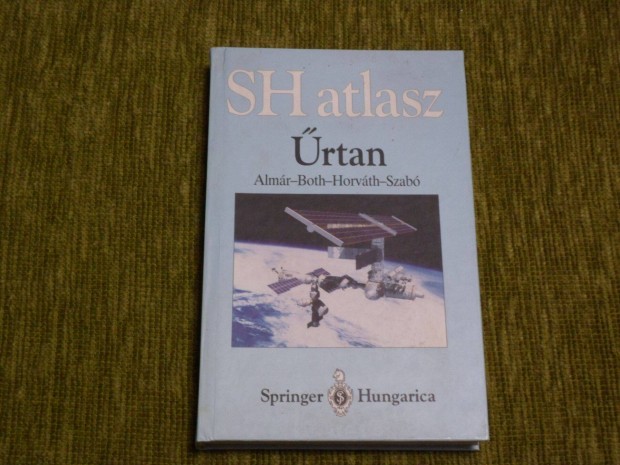 SH atlasz
Űrtan
Almár–Both–Horváth–Szabó
Springer Hungarica